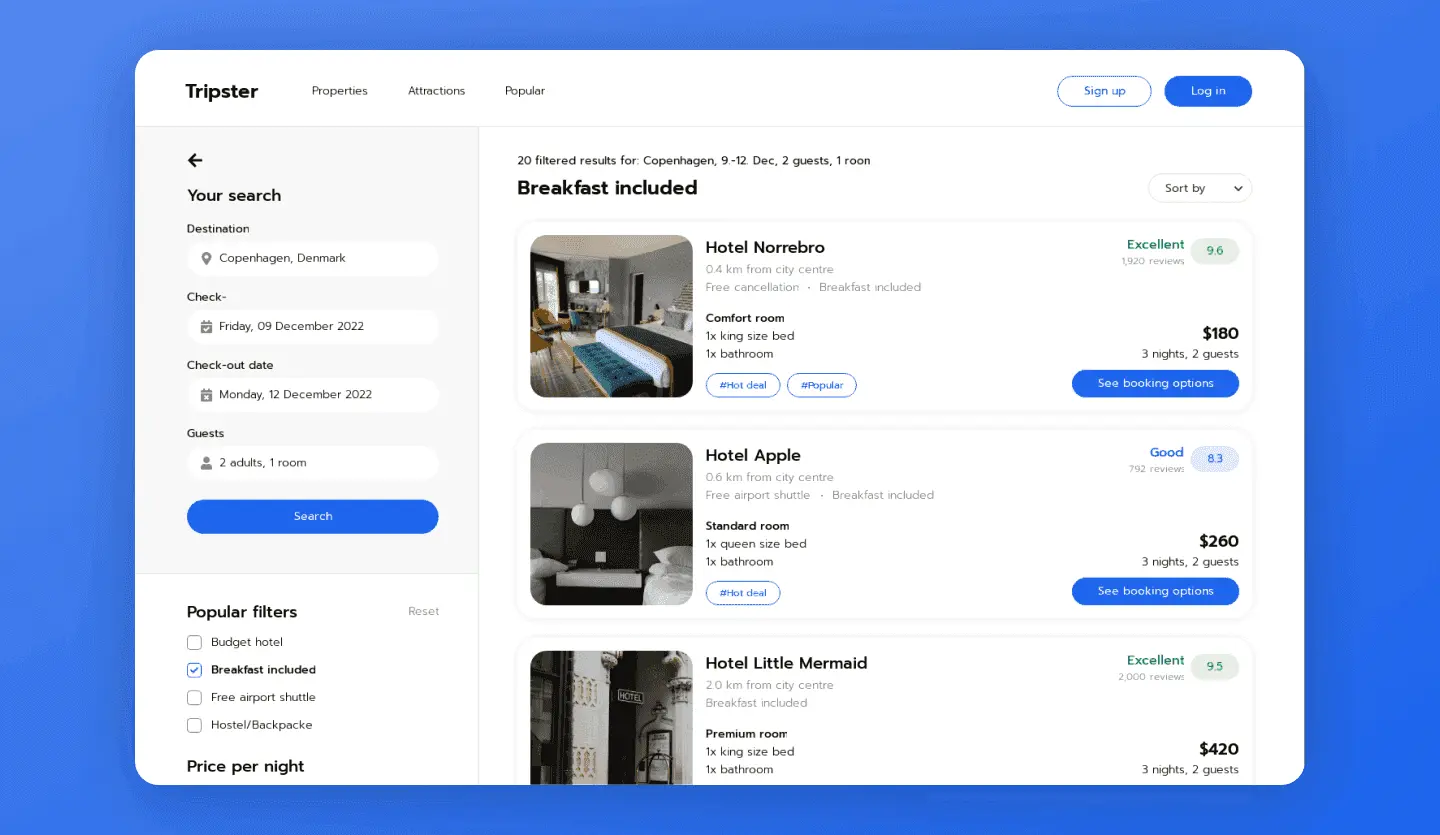 Tripster
Properties
Attractions
Popular
Sign up
Log in
Your search
Destination
Copenhagen, Denmark
Check-
Friday, 09 December 2022
Check-out date
Monday, 12 December 2022
Guests
2 adults, 1 room
Search
Popular filters
Reset
Budget hotel
Breakfast included
Free airport shuttle
Hostel/Backpacke
Price per night
20 filtered results for: Copenhagen, 9.-12. Dec, 2 guests, 1 roon
Breakfast included
Sort by
Hotel Norrebro
0.4 km from city centre
Free cancellation · Breakfast included
Comfort room
1x king size bed
1x bathroom
#Hot deal
#Popular
Excellent
1,920 reviews
9.6
$180
3 nights, 2 guests
See booking options
Hotel Apple
0.6 km from city centre
Free airport shuttle · Breakfast included
Standard room
1x queen size bed
1x bathroom
#Hot deal
Good
792 reviews
8.3
$260
3 nights, 2 guests
See booking options
HOTEL
Hotel Little Mermaid
2.0 km from city centre
Breakfast included
Premium room
1x king size bed
1x bathroom
Excellent
2,000 reviews
9.5
$420
3 nights, 2 guests